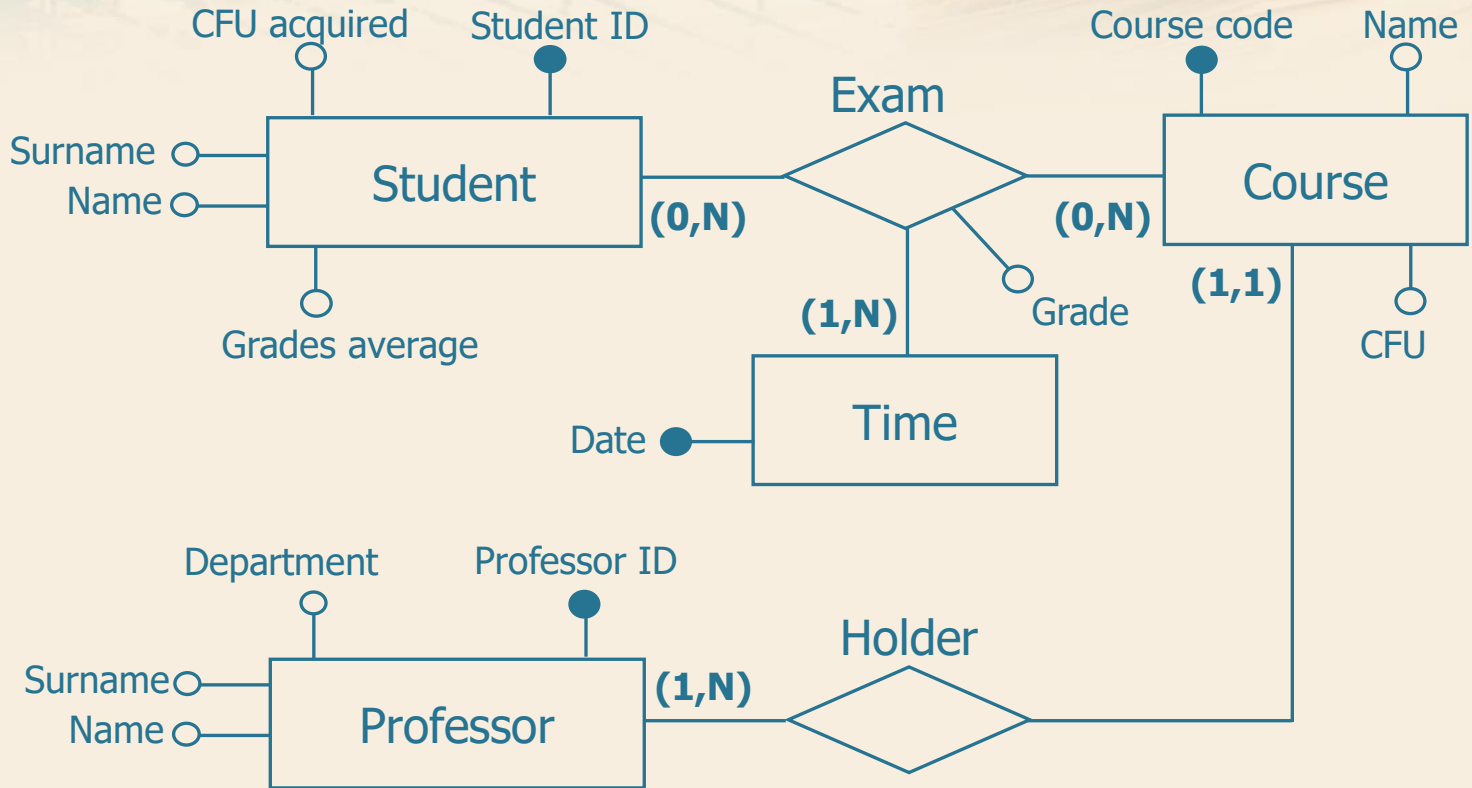 CFU acquired
Student ID
Course code
Name
Exam
Surname
Name
Student
(0,N)
(0,N)
Course
(1,1)
Grades average
(1,N)
Grade
CFU
Time
Date
Department
Professor ID
Holder
Surname
Name
Professor
(1,N)